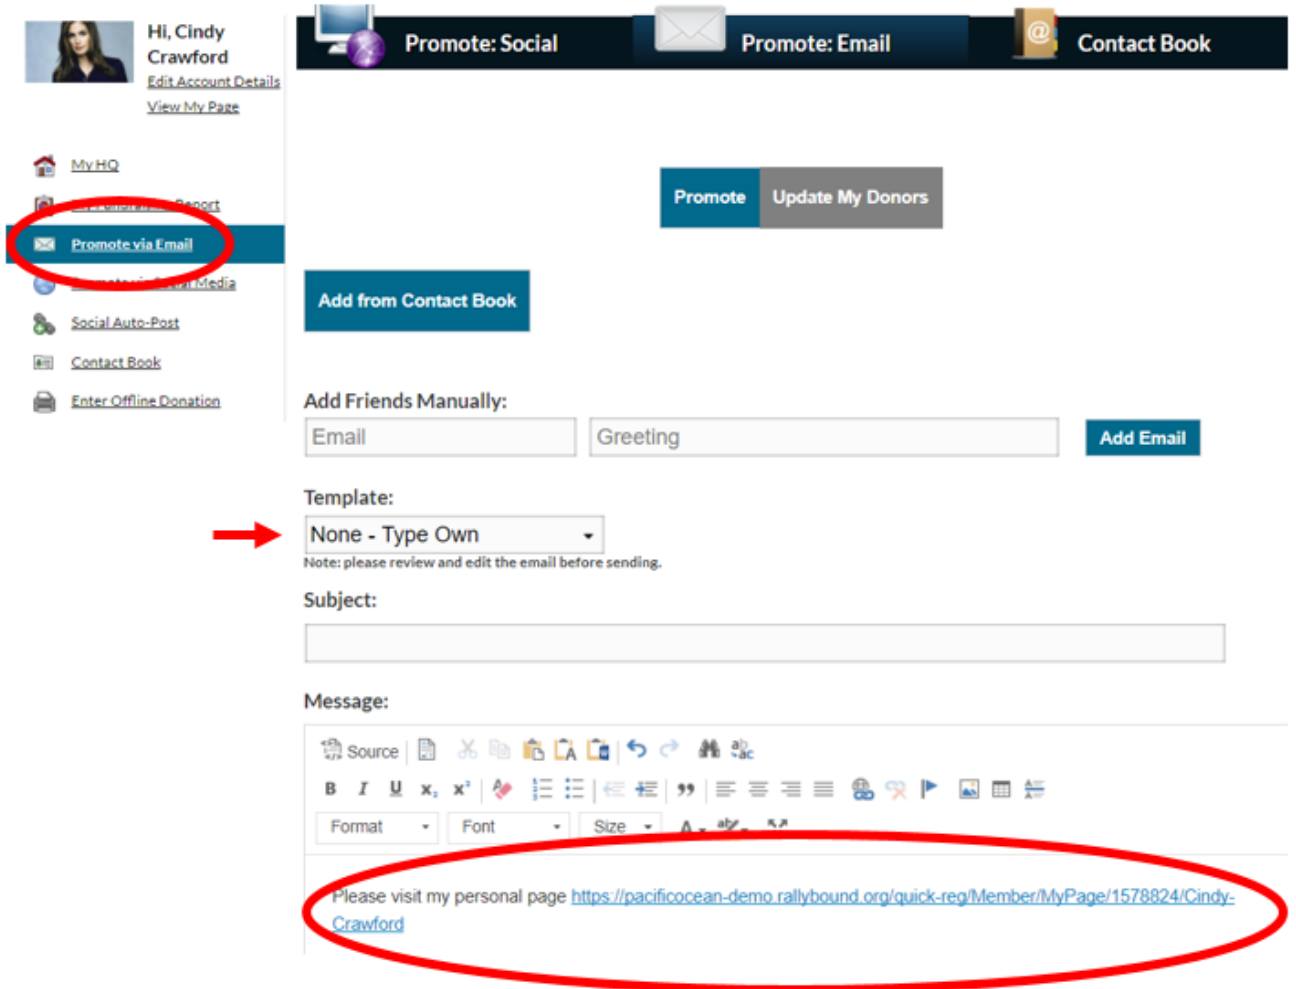 Hi, Cindy
Crawford
Edit Account Details
View My Page
My HQ
Report
Promote via Email
Media
Social Auto-Post
Contact Book
Enter Offline Donation
Promote: Social
Promote: Email
Contact Book
Promote
Update My Donors
Add from Contact Book
Add Friends Manually:
Email
Greeting
Add Email
Template:
None - Type Own
Note: please review and edit the email before sending.
Subject:
Message:
Source
B I U x₂ x²
Format
Font
Size
Please visit my personal page https://pacificocean-demo.rallybound.org/quick-reg/Member/MyPage/1578824/Cindy-
Crawford